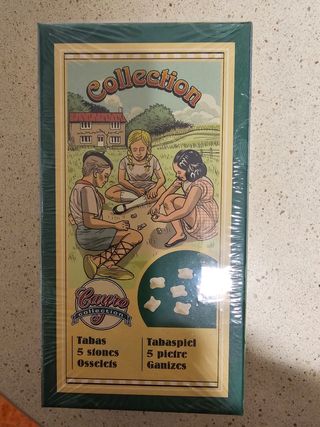 Collection
Cayro
collection
Tabas
5 stones
Osselets
Tabaspiel
5 pietre
Ganizes